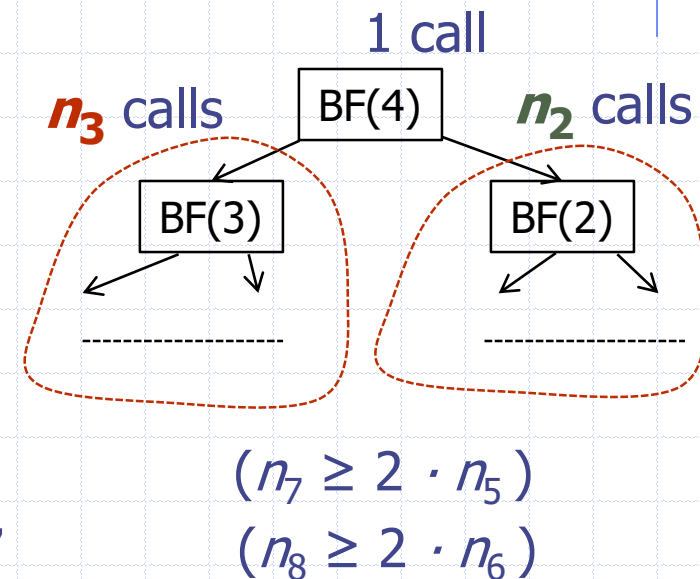 1 call
n₃ calls
BF(4)
n₂ calls
BF(3)
BF(2)
(n₇ ≥ 2 · n₅)
(n₈ ≥ 2 · n₆)